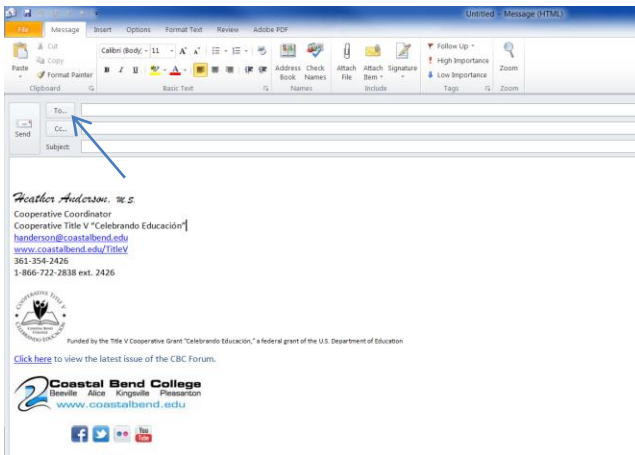 Untitled - Message (HTML)
File Message Insert Options Format Text Review Adobe PDF
Paste
Cut
Copy
Format Painter
Clipboard
Calibri (Body) 11 A A
B I U A
Basic Text
Address Book
Check Names
Names
Attach File
Attach Item
Signature
Include
Follow Up
High Importance
Low Importance
Tags
Zoom
Zoom
Send
To...
Cc...
Subject:
Heather Anderson, M.S.
Cooperative Coordinator
Cooperative Title V "Celebrando Educación"
handerson@coastalbend.edu
www.coastalbend.edu/TitleV
361-354-2426
1-866-722-2838 ext. 2426
COOPERATIVE TITLE V
COASTAL BEND COLLEGE
CELEBRANDO EDUCACIÓN
Funded by the Title V Cooperative Grant "Celebrando Educación," a federal grant of the U.S. Department of Education
Click here to view the latest issue of the CBC Forum.
Coastal Bend College
Beeville Alice Kingsville Pleasanton
www.coastalbend.edu
You Tube